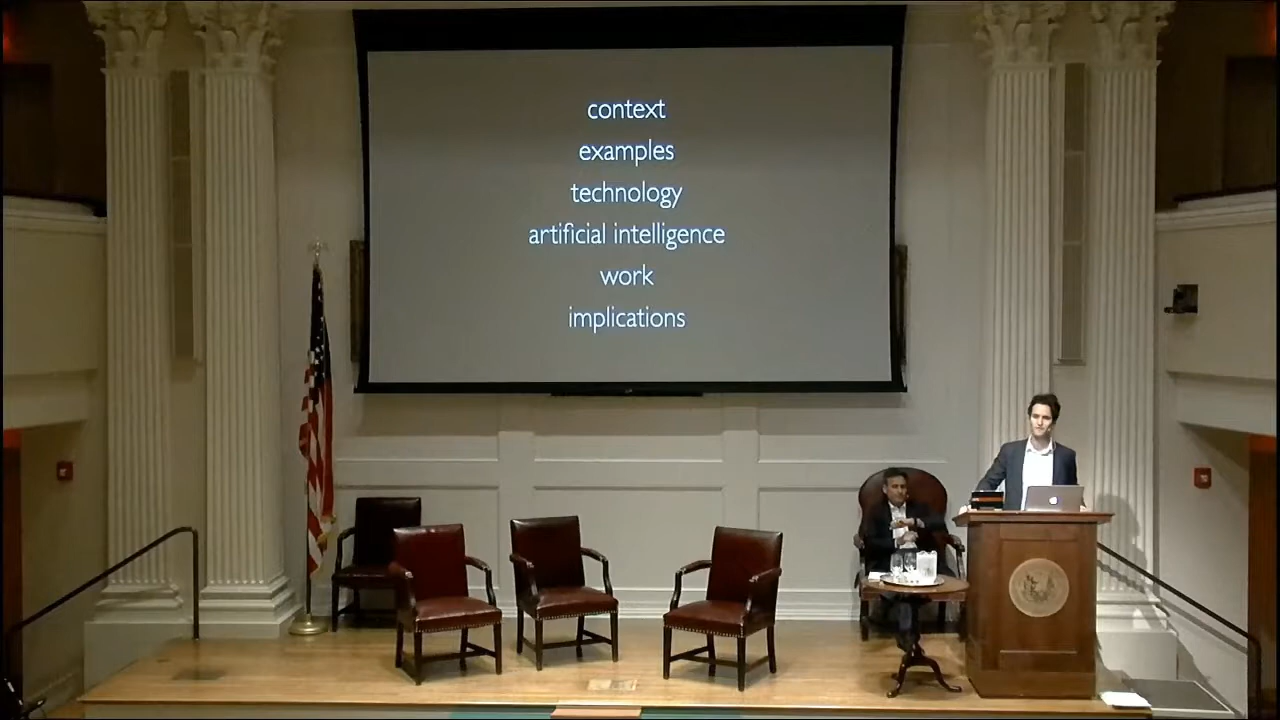 context
examples
technology
artificial intelligence
work
implications